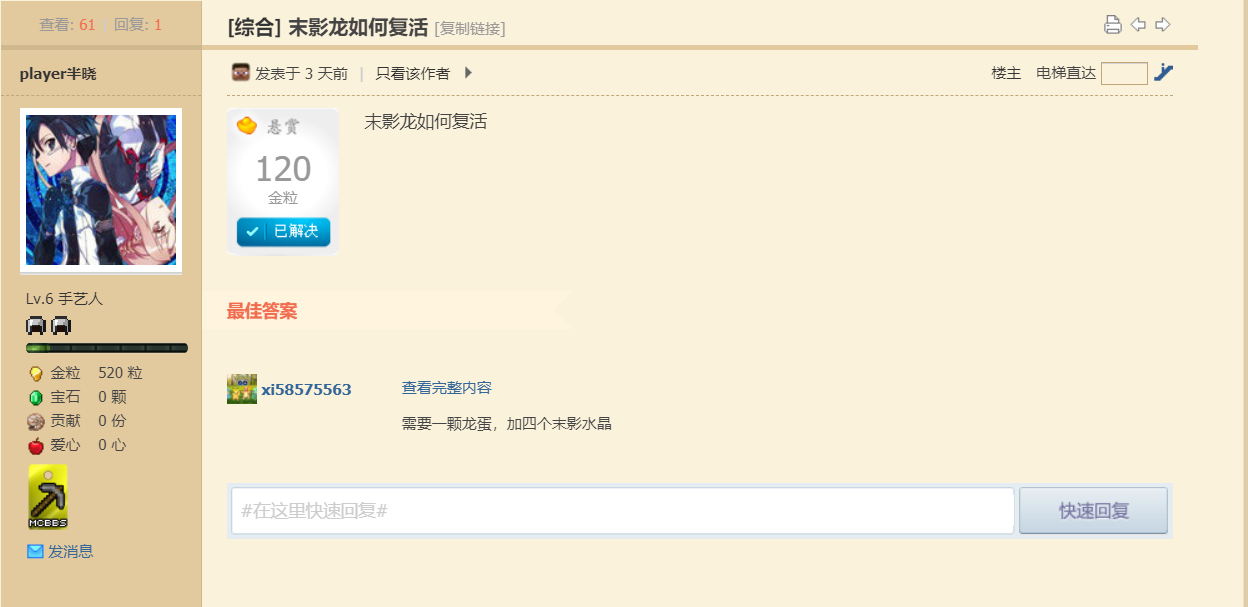 查看: 61 回复: 1
[综合] 末影龙如何复活 [复制链接]
player半晓
发表于 3 天前 | 只看该作者
楼主 电梯直达
悬赏
120
金粒
已解决
末影龙如何复活
Lv.6 手艺人
金粒 520 粒
宝石 0 颗
贡献 0 份
爱心 0 心
MCBBS
发消息
最佳答案
xi58575563
查看完整内容
需要一颗龙蛋，加四个末影水晶
#在这里快速回复#
快速回复